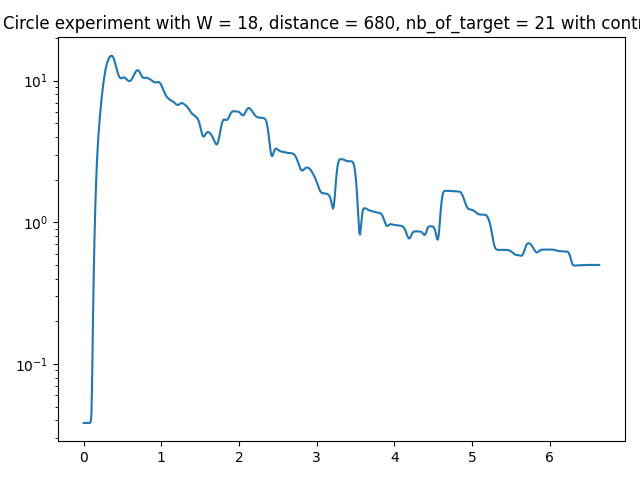 Circle experiment with W = 18, distance = 680, nb_of_target = 21 with contr
10¹
10⁰
10⁻¹
0 1 2 3 4 5 6